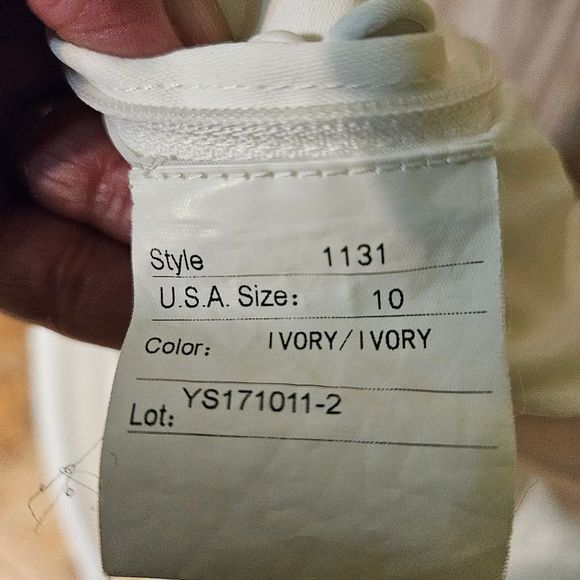 Style 1131
U.S.A. Size: 10
Color: IVORY/IVORY
Lot: YS171011-2